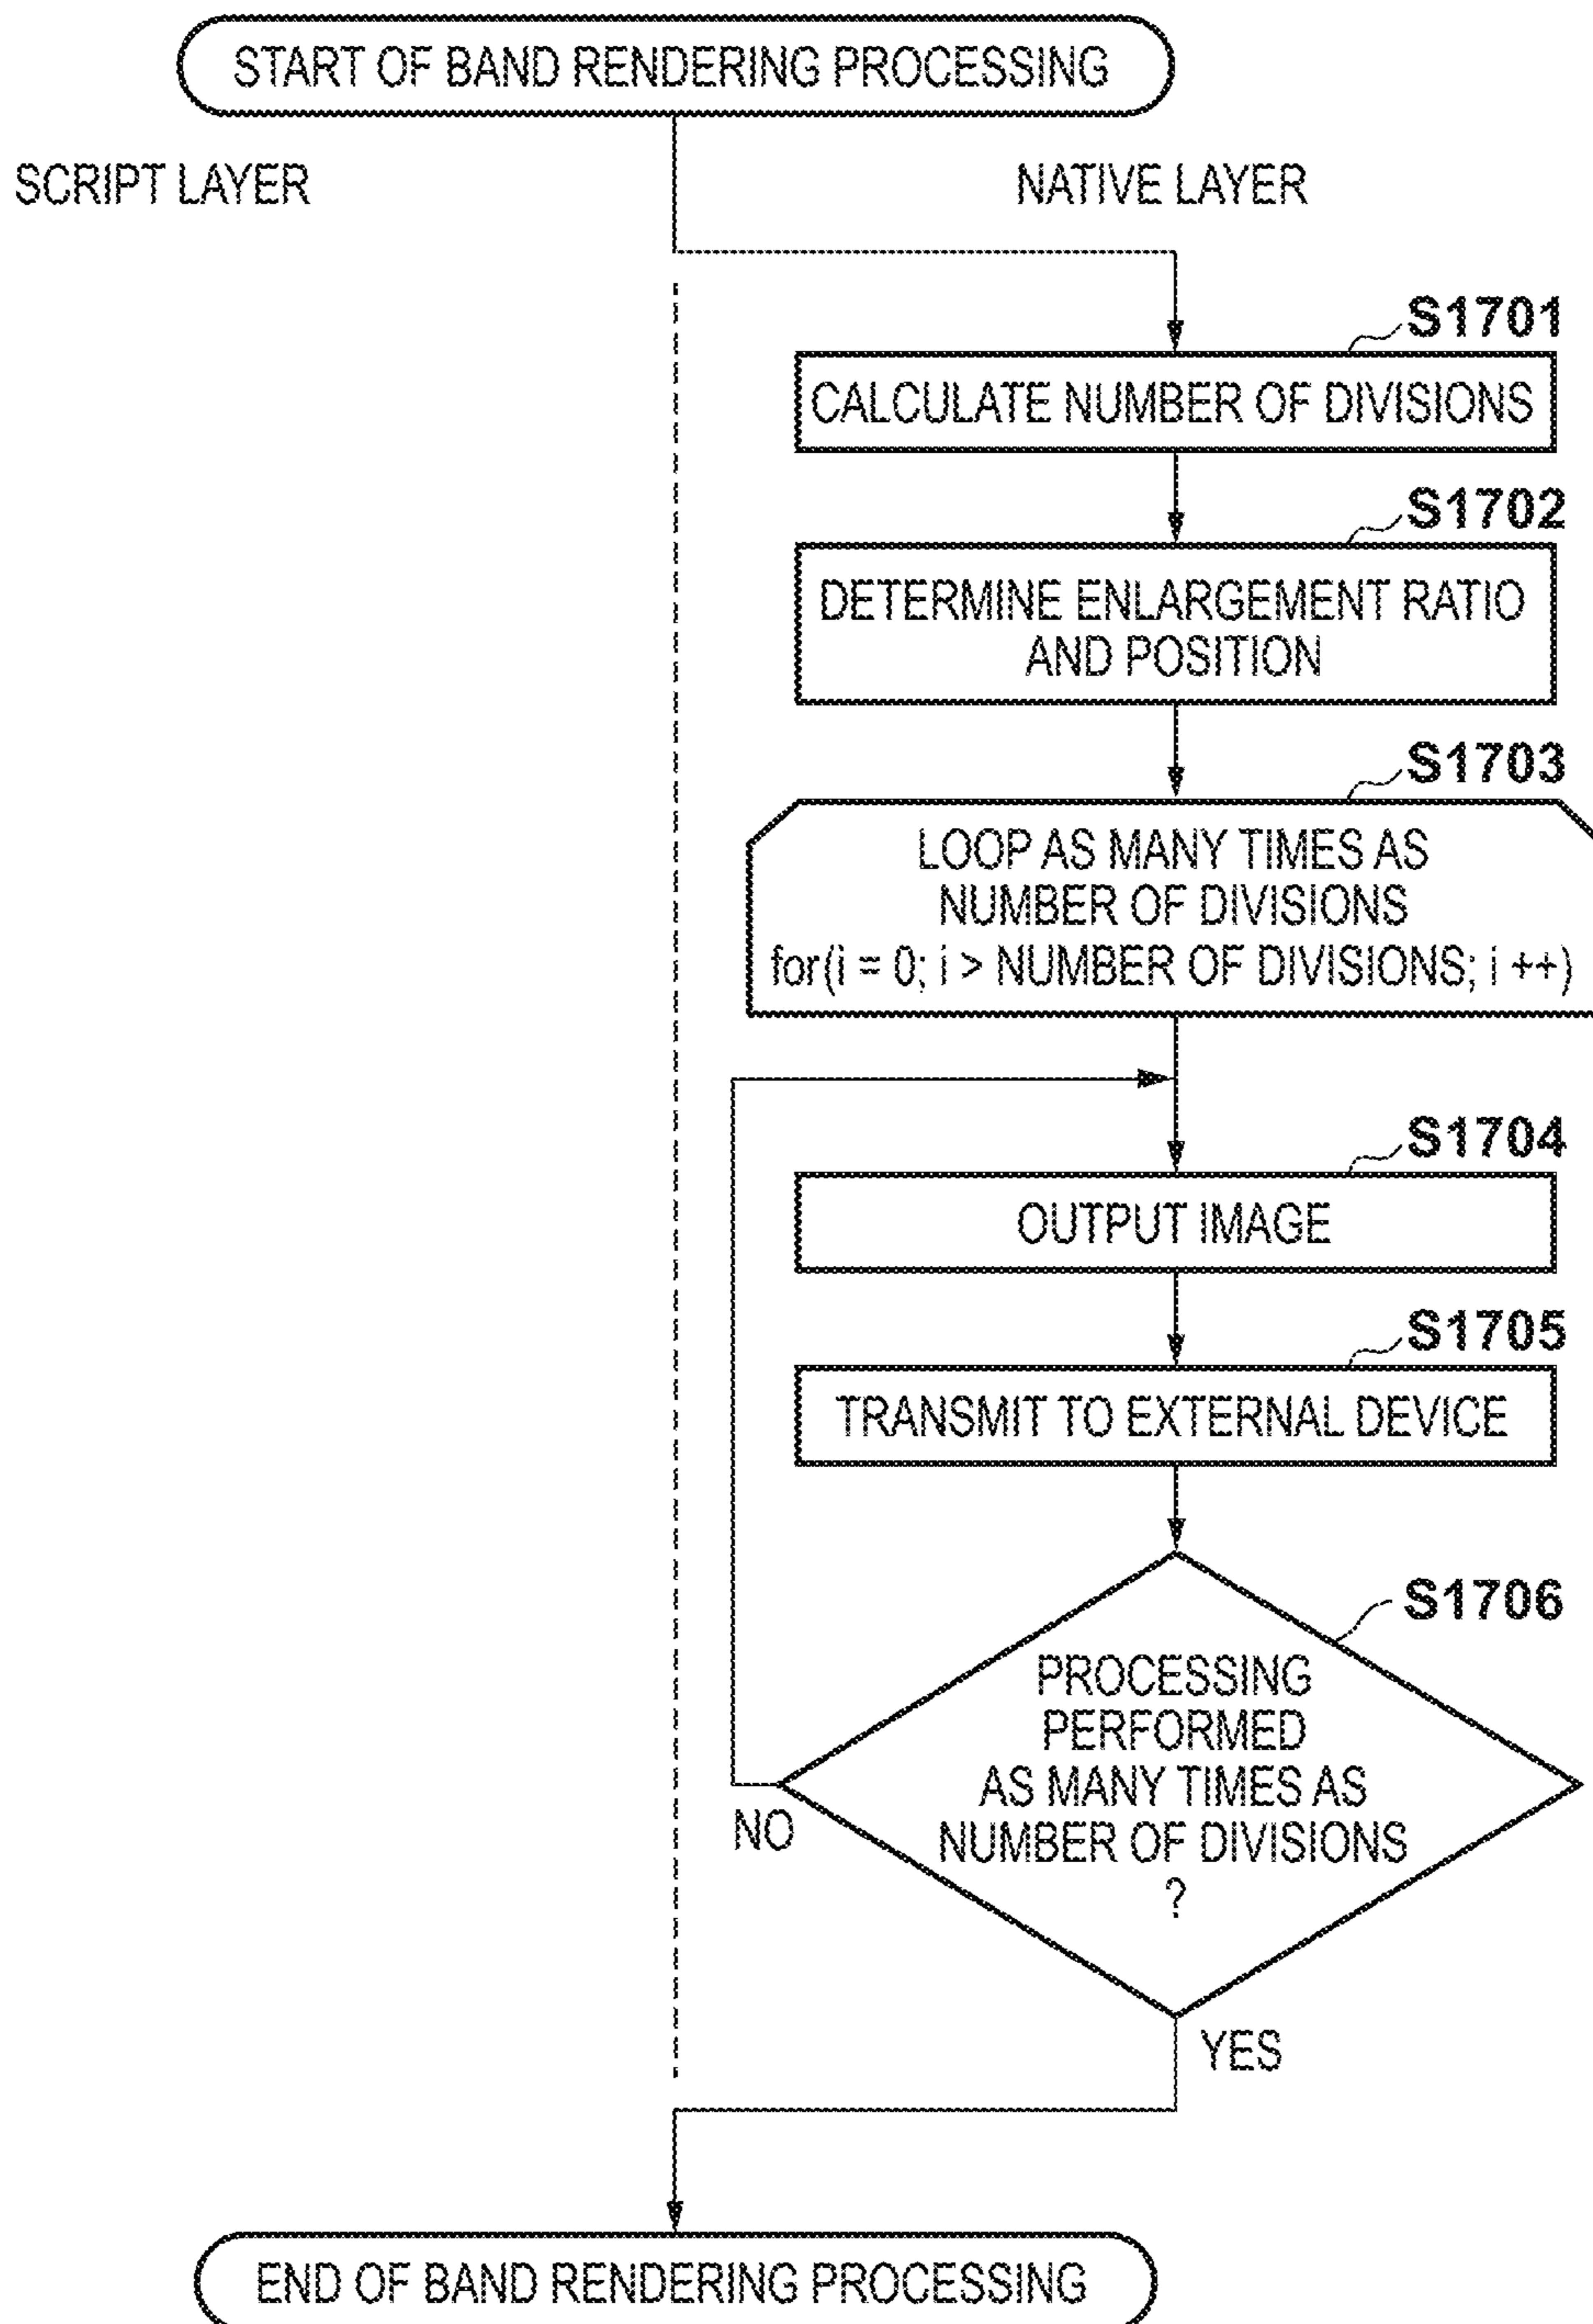 START OF BAND RENDERING PROCESSING
SCRIPT LAYER
NATIVE LAYER
S1701
CALCULATE NUMBER OF DIVISIONS
S1702
DETERMINE ENLARGEMENT RATIO
AND POSITION
S1703
LOOP AS MANY TIMES AS
NUMBER OF DIVISIONS
for(i = 0; i > NUMBER OF DIVISIONS; i ++)
S1704
OUTPUT IMAGE
S1705
TRANSMIT TO EXTERNAL DEVICE
S1706
PROCESSING
PERFORMED
AS MANY TIMES AS
NUMBER OF DIVISIONS
?
NO
YES
END OF BAND RENDERING PROCESSING